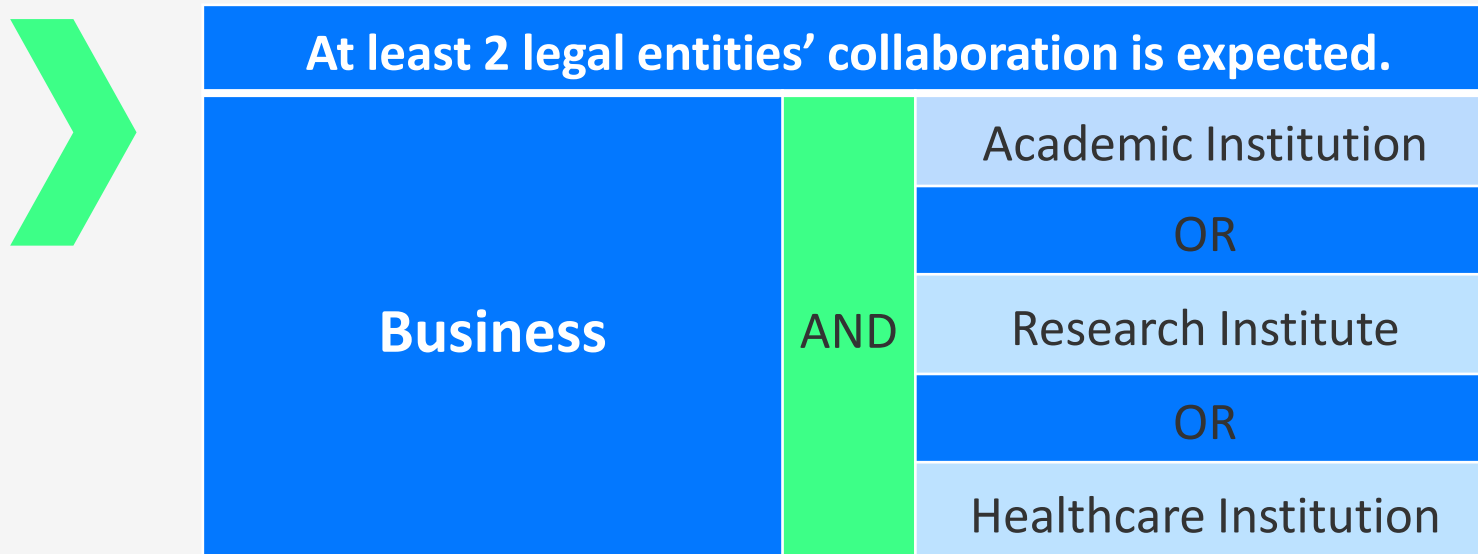 At least 2 legal entities’ collaboration is expected.
Business
AND
Academic Institution
OR
Research Institute
OR
Healthcare Institution